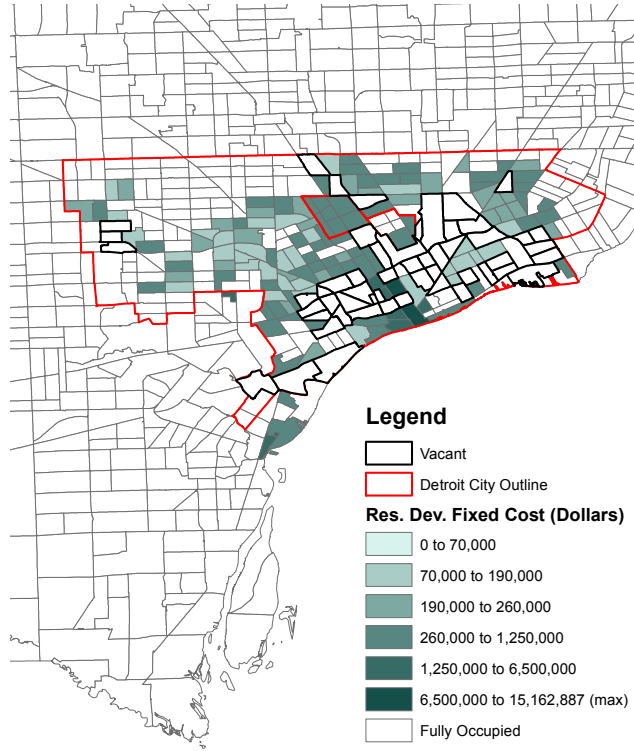 Legend
Vacant
Detroit City Outline
Res. Dev. Fixed Cost (Dollars)
0 to 70,000
70,000 to 190,000
190,000 to 260,000
260,000 to 1,250,000
1,250,000 to 6,500,000
6,500,000 to 15,162,887 (max)
Fully Occupied